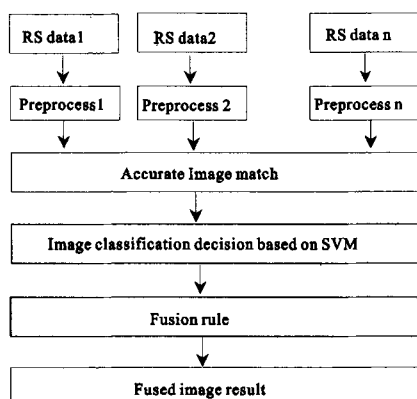 RS data1 RS data2 RS data n
Preprocess1 Preprocess 2 Preprocess n
Accurate Image match
Image classification decision based on SVM
Fusion rule
Fused image result